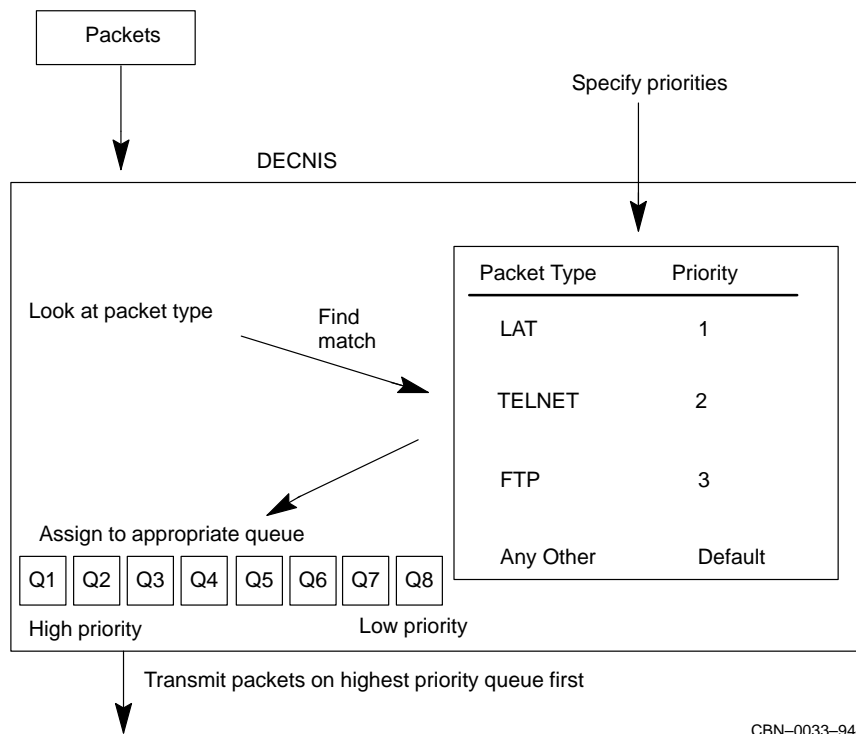 Packets
Specify priorities
DECNIS
Packet Type Priority
Look at packet type
Find
match
LAT 1
TELNET 2
FTP 3
Any Other Default
Assign to appropriate queue
Q1 Q2 Q3 Q4 Q5 Q6 Q7 Q8
High priority Low priority
Transmit packets on highest priority queue first
CBN–0033–94